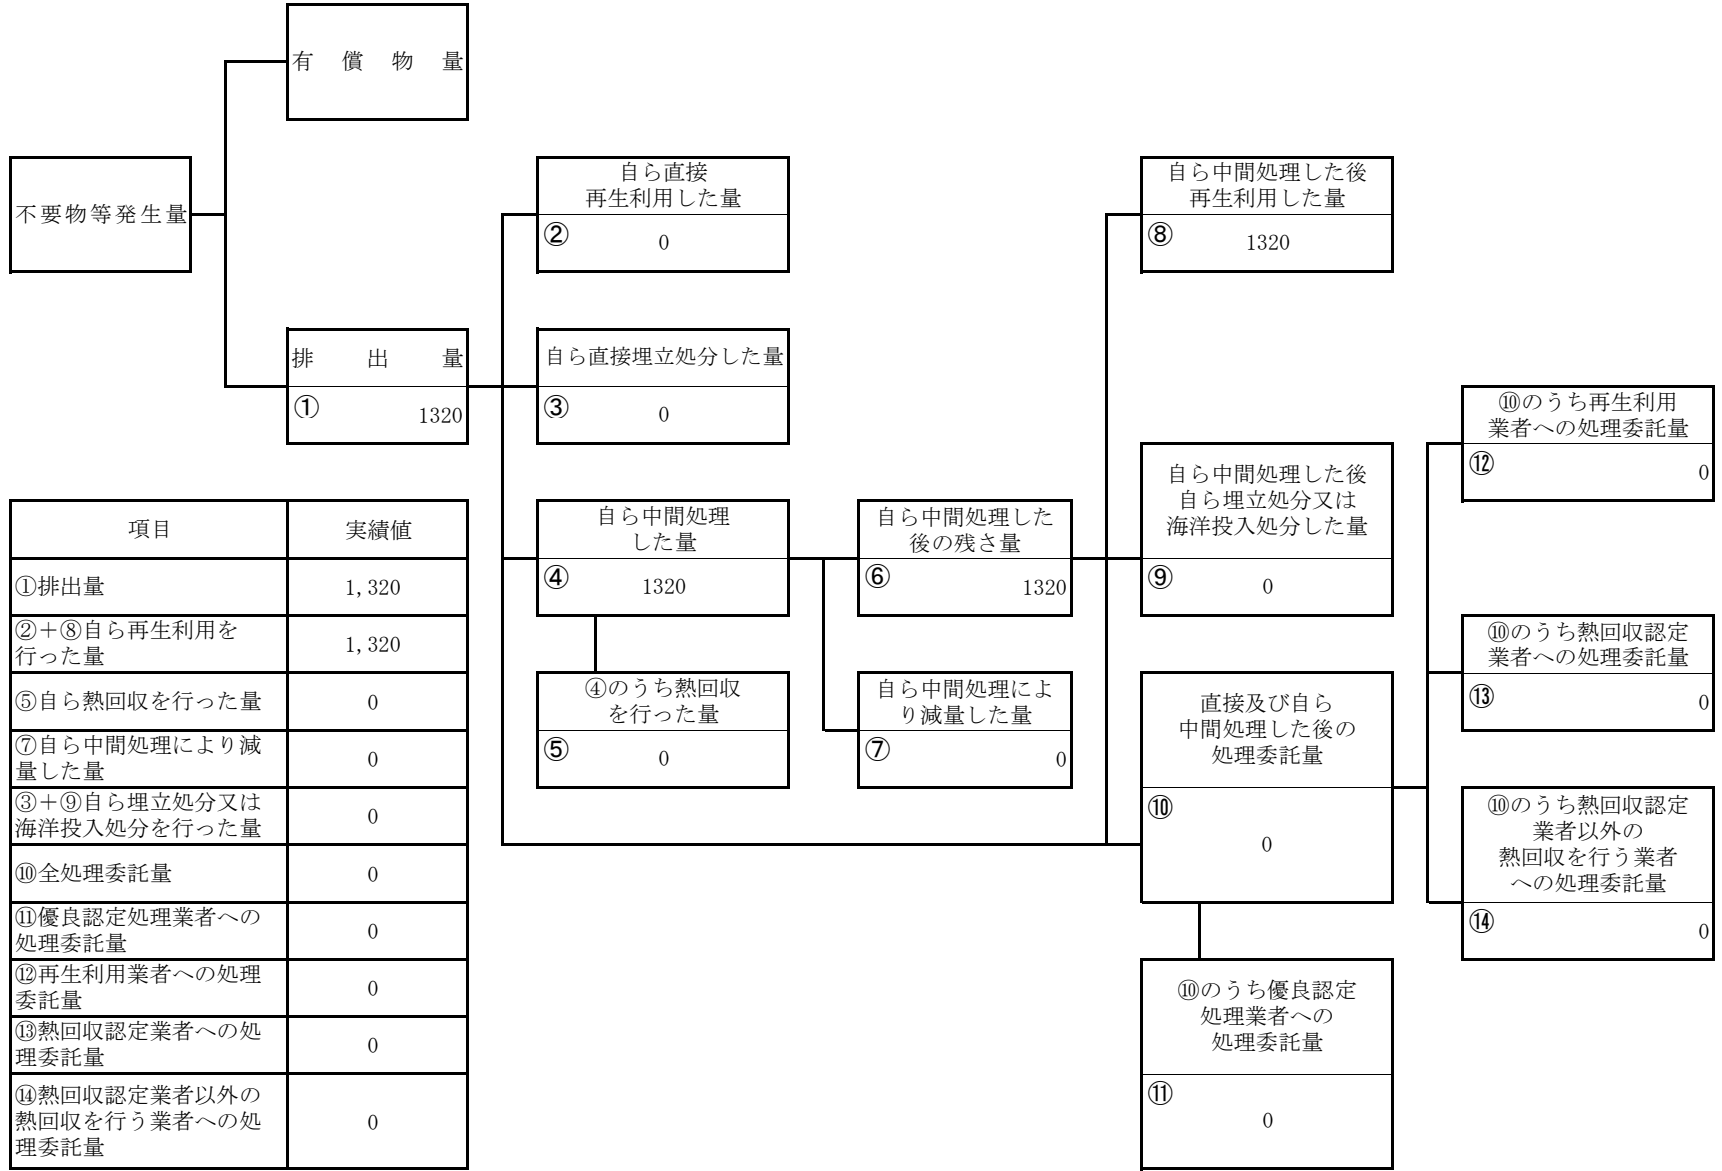 有償物量
不要物等発生量
排出量
①
1320
自ら直接
再生利用した量
②
0
自ら直接埋立処分した量
③
0
自ら中間処理
した量
④
1320
④のうち熱回収
を行った量
⑤
0
自ら中間処理した
後の残さ量
⑥
1320
自ら中間処理によ
り減量した量
⑦
0
自ら中間処理した後
再生利用した量
⑧
1320
自ら中間処理した後
自ら埋立処分又は
海洋投入処分した量
⑨
0
直接及び自ら
中間処理した後の
処理委託量
⑩
0
⑩のうち優良認定
処理業者への
処理委託量
⑪
0
⑩のうち再生利用
業者への処理委託量
⑫
0
⑩のうち熱回収認定
業者への処理委託量
⑬
0
⑩のうち熱回収認定
業者以外の
熱回収を行う業者
への処理委託量
⑭
0
項目 実績値
①排出量 1,320
②＋⑧自ら再生利用を
行った量 1,320
⑤自ら熱回収を行った量 0
⑦自ら中間処理により減
量した量 0
③＋⑨自ら埋立処分又は
海洋投入処分を行った量 0
⑩全処理委託量 0
⑪優良認定処理業者への
処理委託量 0
⑫再生利用業者への処理
委託量 0
⑬熱回収認定業者への処
理委託量 0
⑭熱回収認定業者以外の
熱回収を行う業者への処
理委託量 0